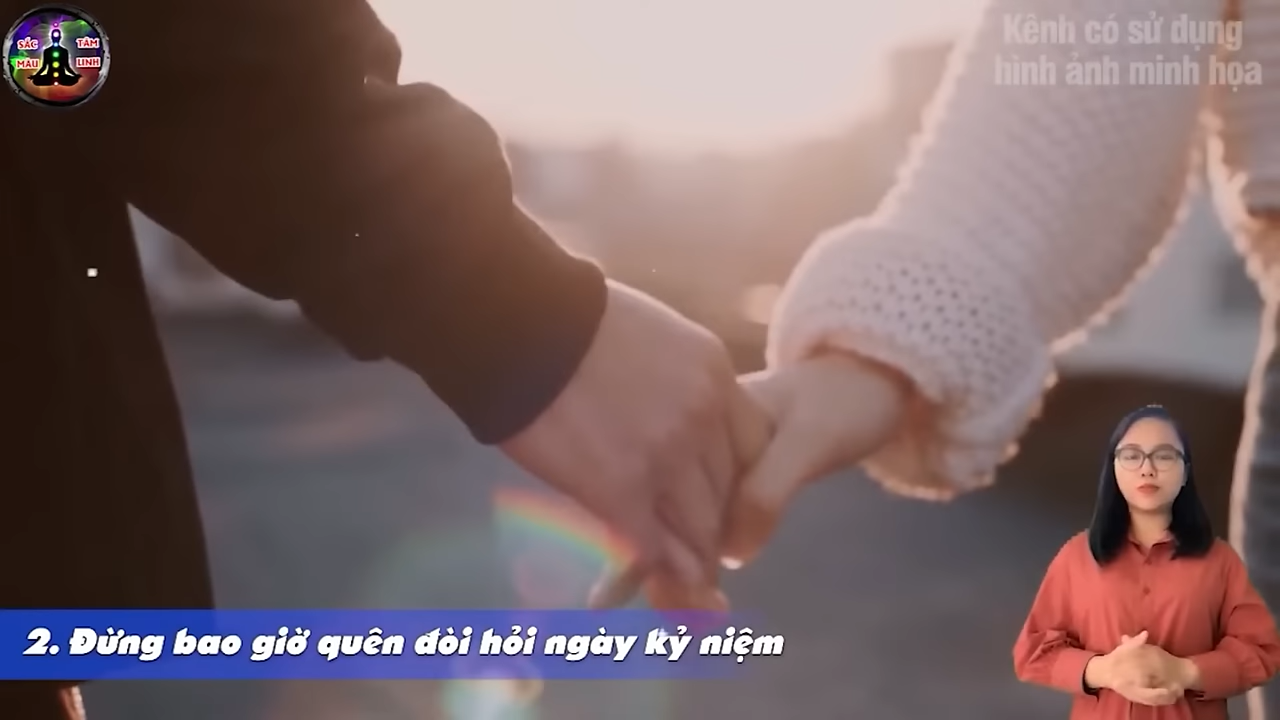 SẮC
MÀU
TÂM
LINH
Kênh có sử dụng
hình ảnh minh họa
2. Đừng bao giờ quên đòi hỏi ngày kỷ niệm